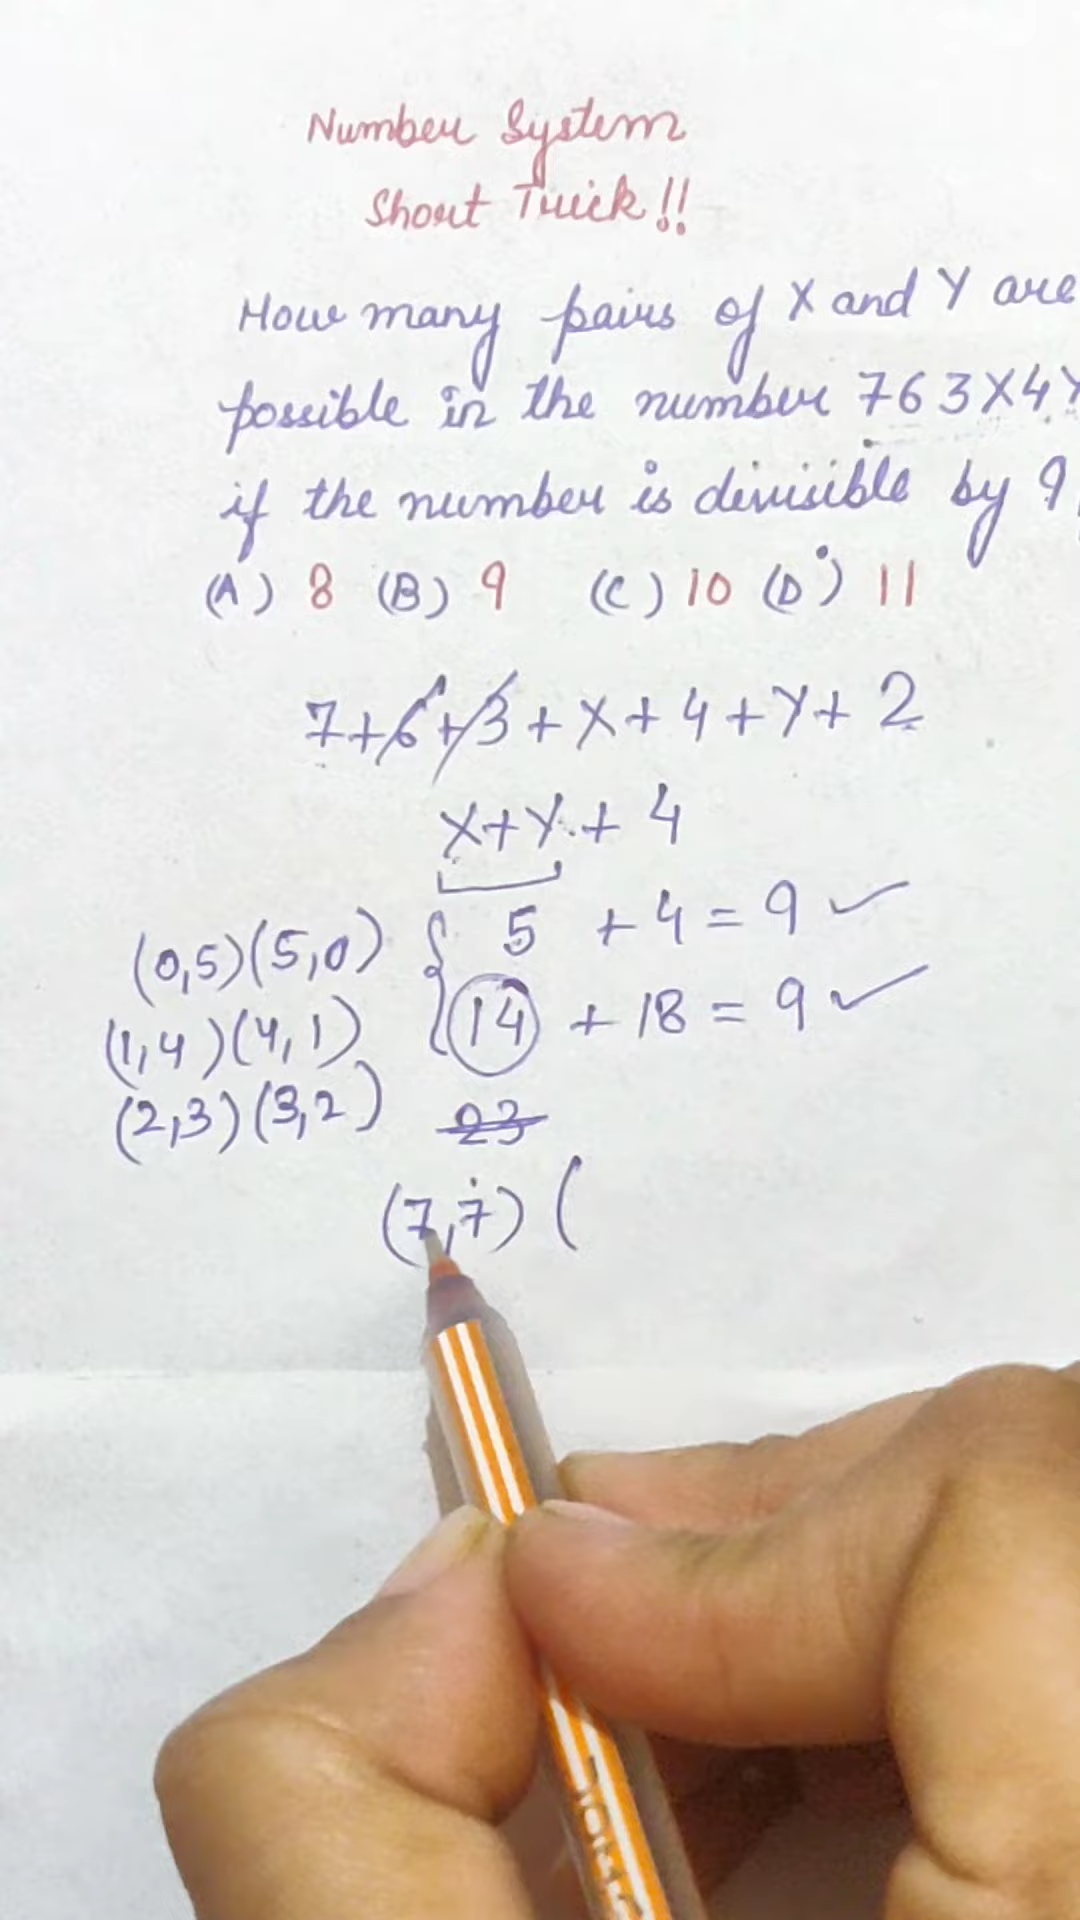 Number System
Short Trick!!
How many pairs of X and Y are
possible in the number 763X4Y
if the number is divisible by 9
(A) 8 (B) 9 (C) 10 (D) 11
7+6+3+X+4+Y+2
X+Y+4
(0,5)(5,0) { 5 +4=9 ✓
(1,4)(4,1) 14 + 18 = 9 ✓
(2,3)(3,2) 23
(7,7) (